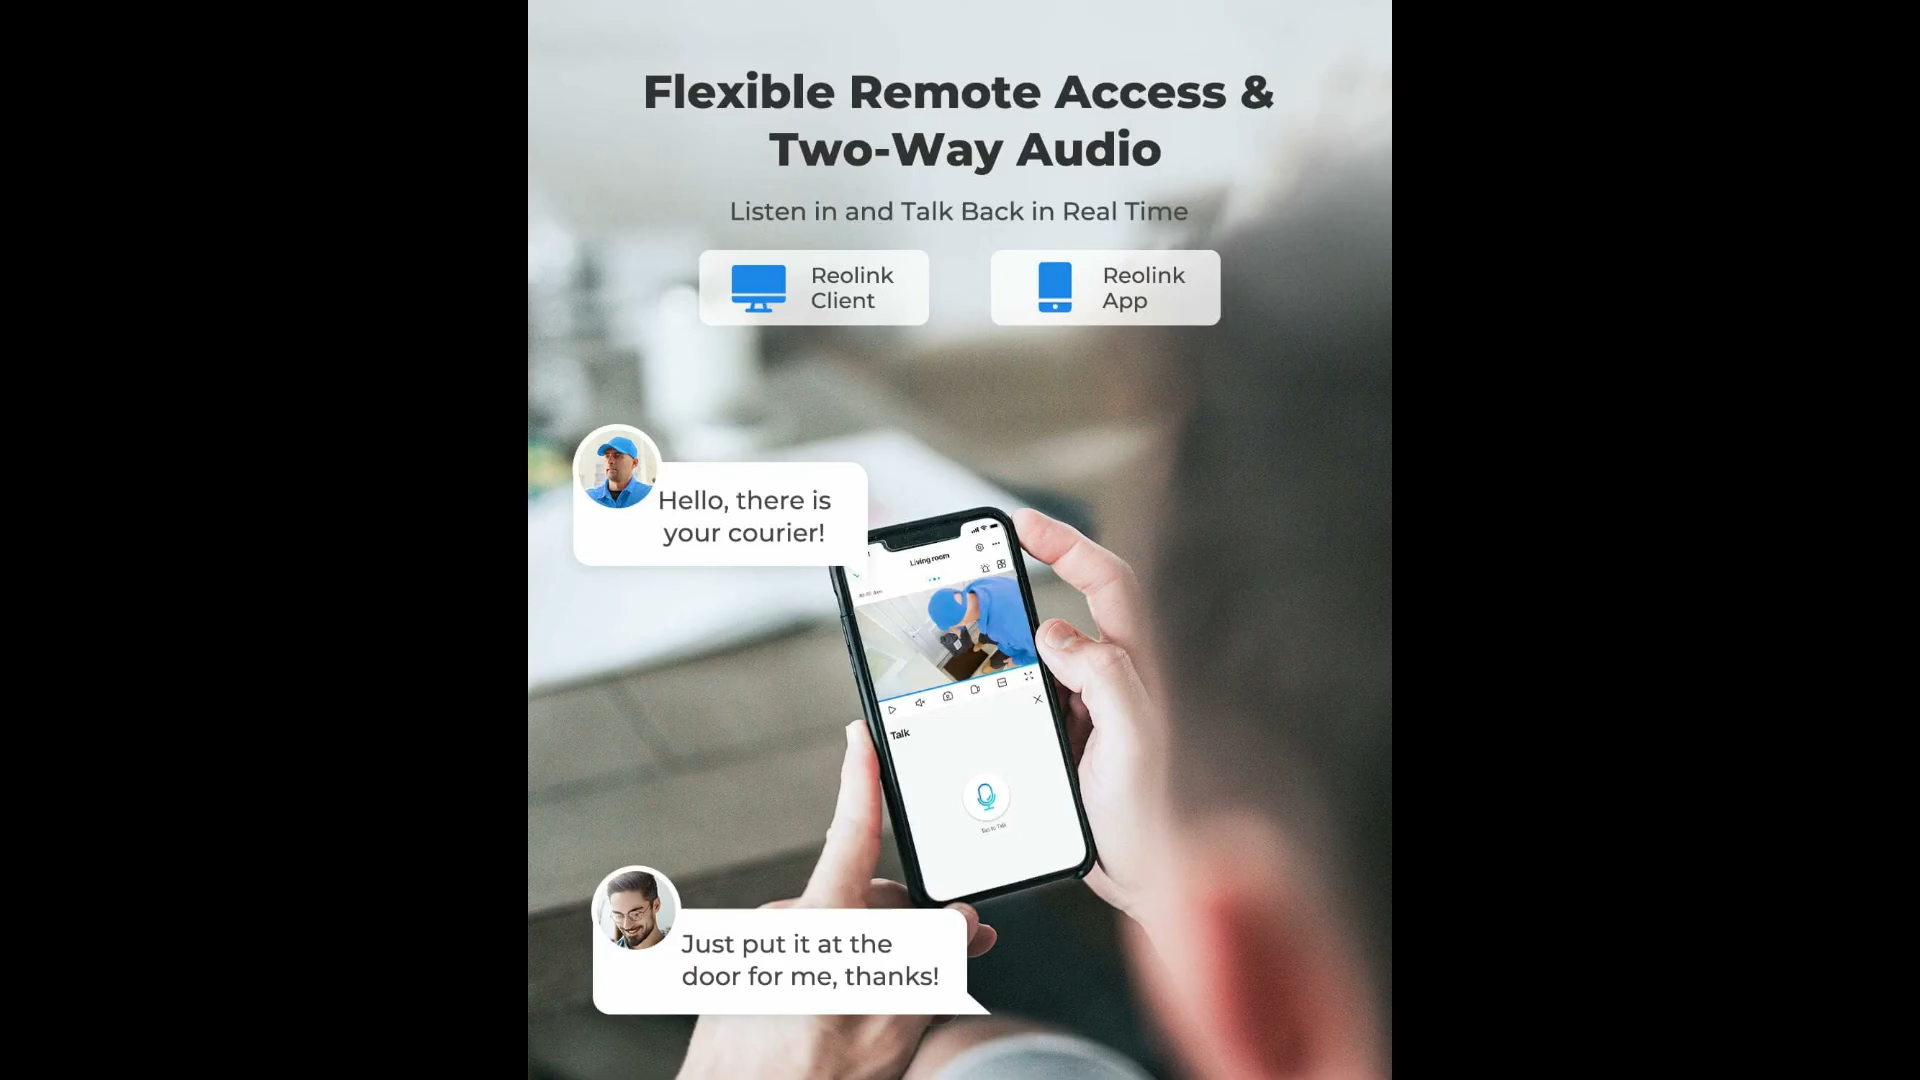 Flexible Remote Access &
Two-Way Audio
Listen in and Talk Back in Real Time
Reolink
Client
Reolink
App
Hello, there is
your courier!
Living room
Talk
Just put it at the
door for me, thanks!